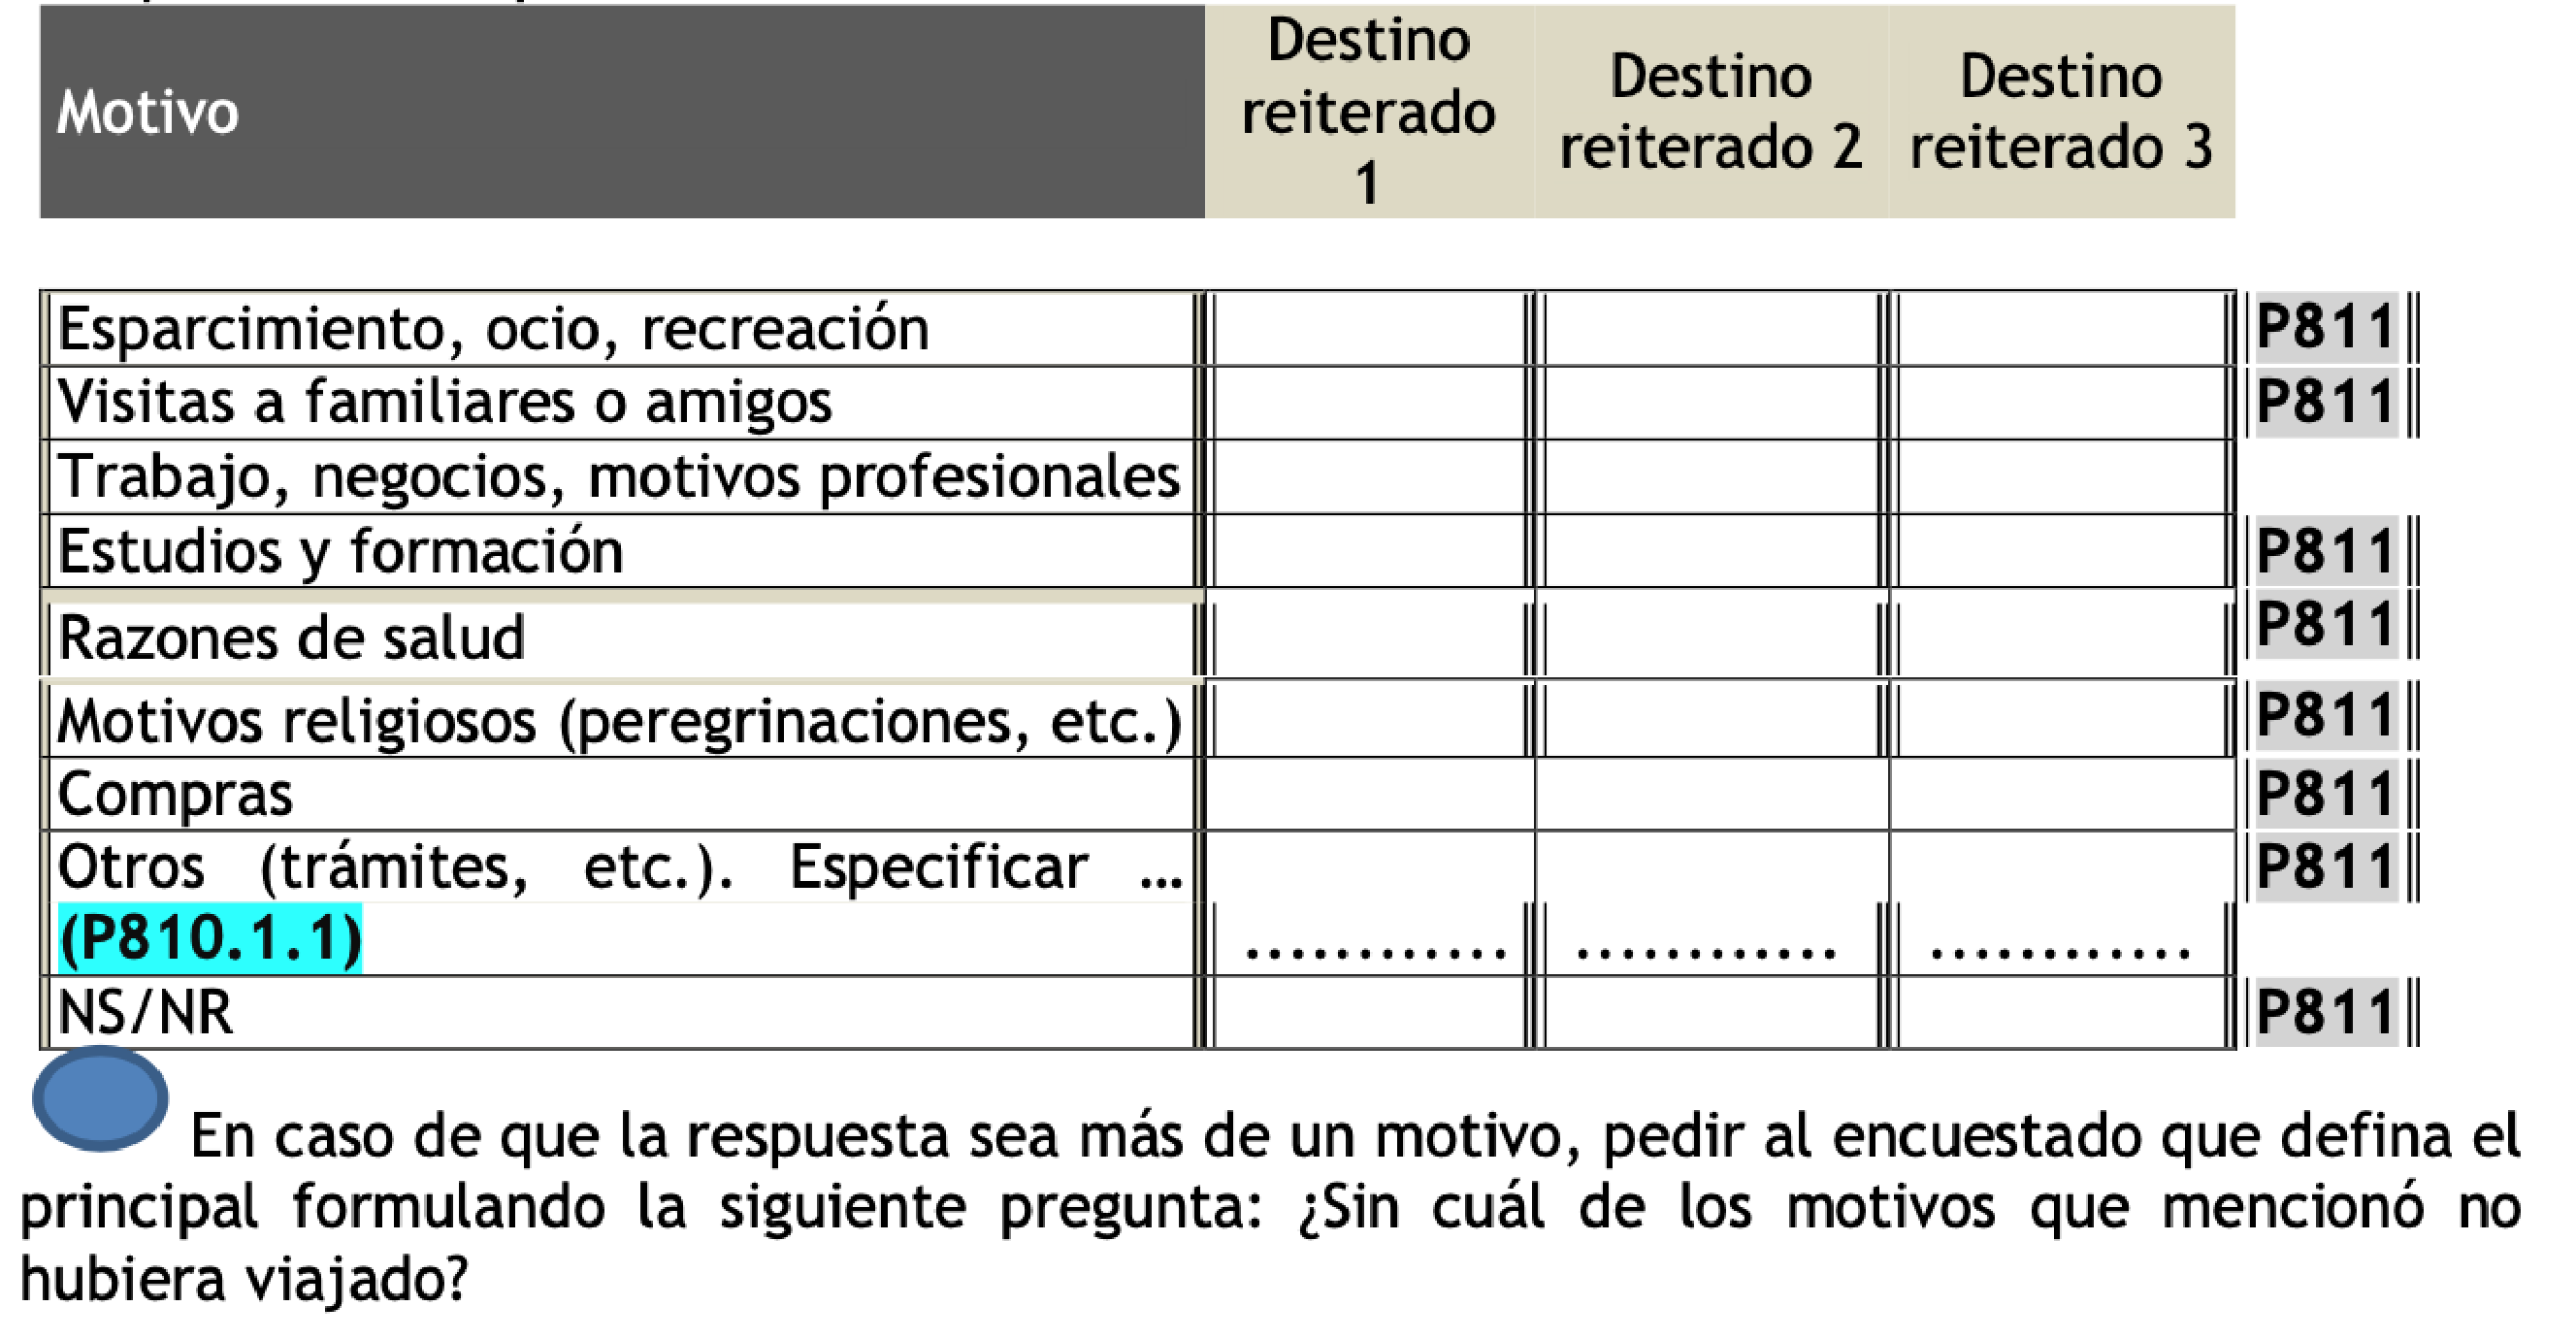 Motivo
Destino
reiterado
1
Destino
reiterado 2
Destino
reiterado 3
Esparcimiento, ocio, recreación P811
Visitas a familiares o amigos P811
Trabajo, negocios, motivos profesionales
Estudios y formación P811
Razones de salud P811
Motivos religiosos (peregrinaciones, etc.) P811
Compras P811
Otros (trámites, etc.). Especificar ... P811
(P810.1.1) ............ ............ ............
NS/NR P811
En caso de que la respuesta sea más de un motivo, pedir al encuestado que defina el
principal formulando la siguiente pregunta: ¿Sin cuál de los motivos que mencionó no
hubiera viajado?